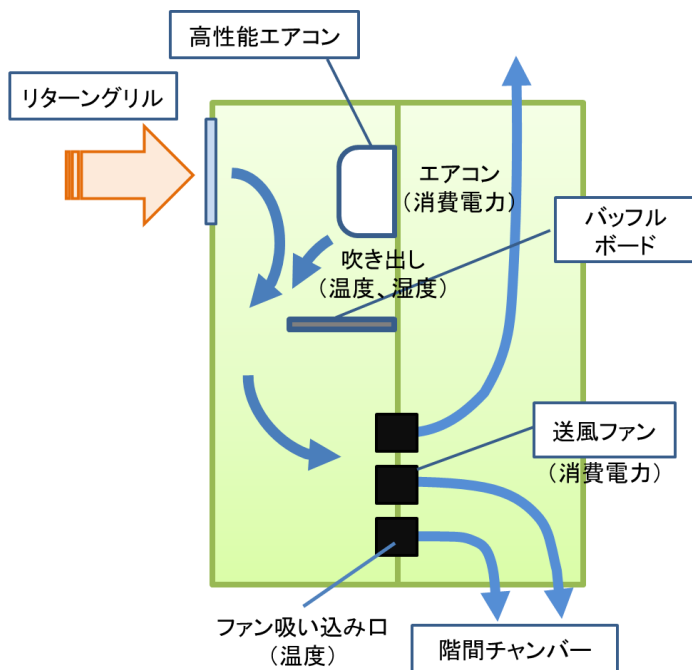 高性能エアコン
リターングリル
エアコン
（消費電力）
バッフル
ボード
吹き出し
（温度、湿度）
送風ファン
（消費電力）
ファン吸い込み口
（温度）
階間チャンバー